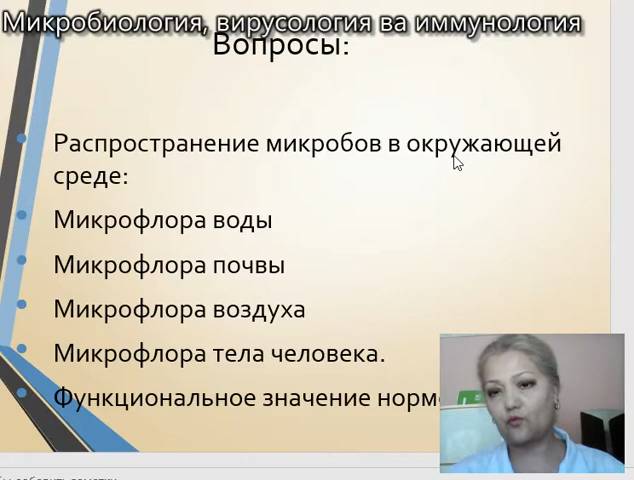 Микробиология, вирусология ва иммунология
Вопросы:
Распространение микробов в окружающей
среде:
Микрофлора воды
Микрофлора почвы
Микрофлора воздуха
Микрофлора тела человека.
Функциональное значение